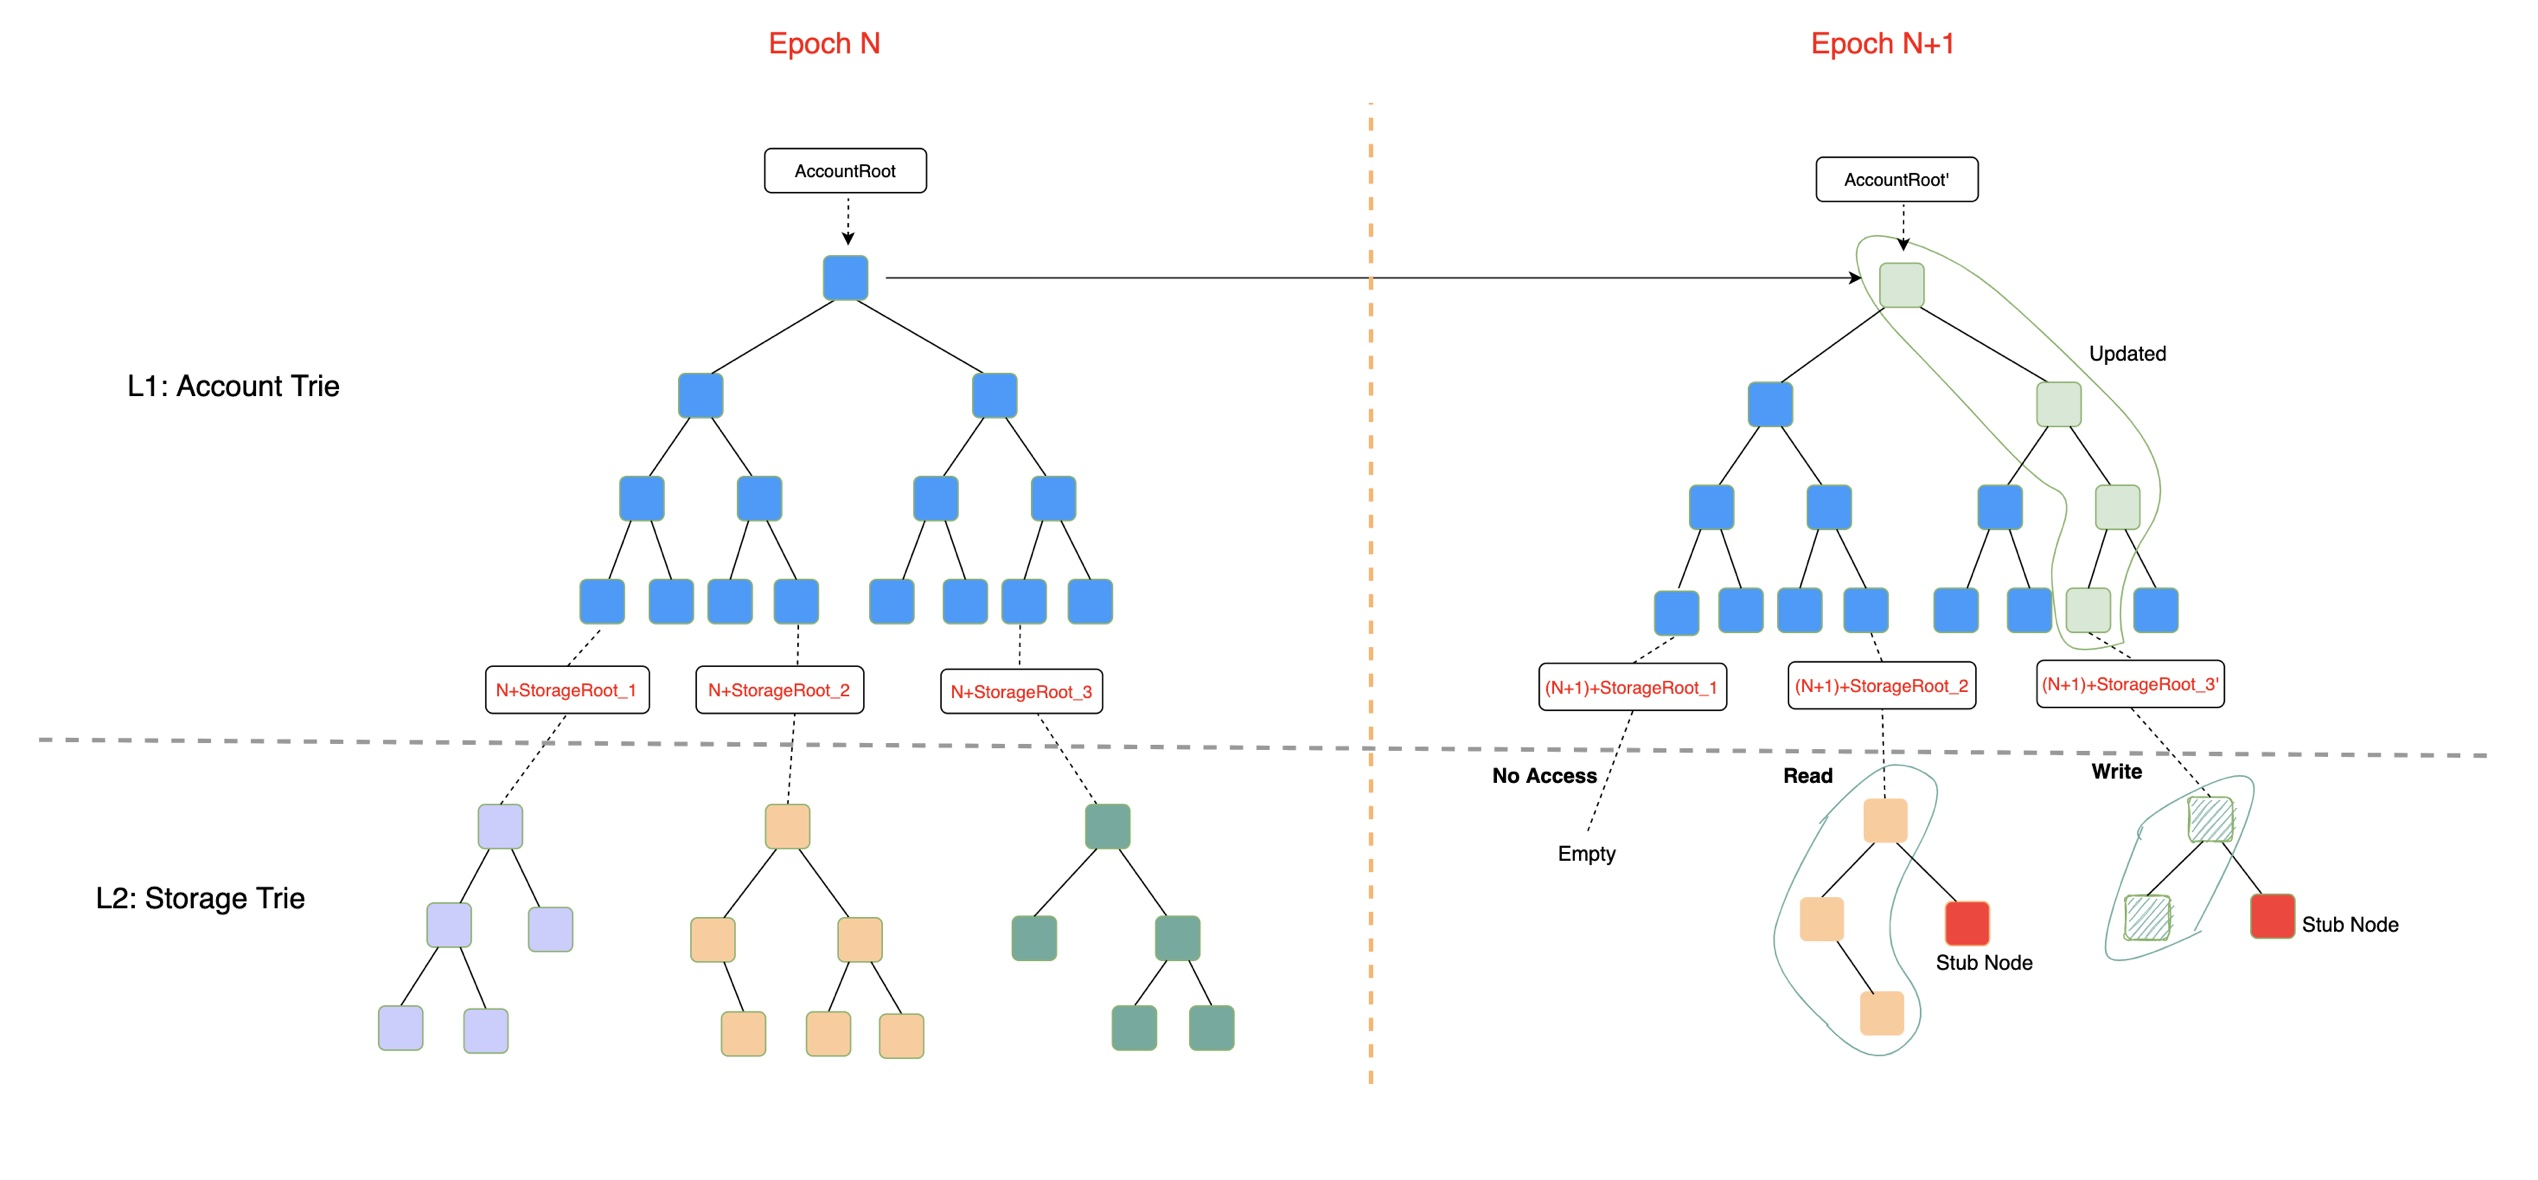 Epoch N
Epoch N+1
AccountRoot
AccountRoot'
Updated
L1: Account Trie
N+StorageRoot_1
N+StorageRoot_2
N+StorageRoot_3
(N+1)+StorageRoot_1
(N+1)+StorageRoot_2
(N+1)+StorageRoot_3'
No Access
Read
Write
Empty
L2: Storage Trie
Stub Node
Stub Node